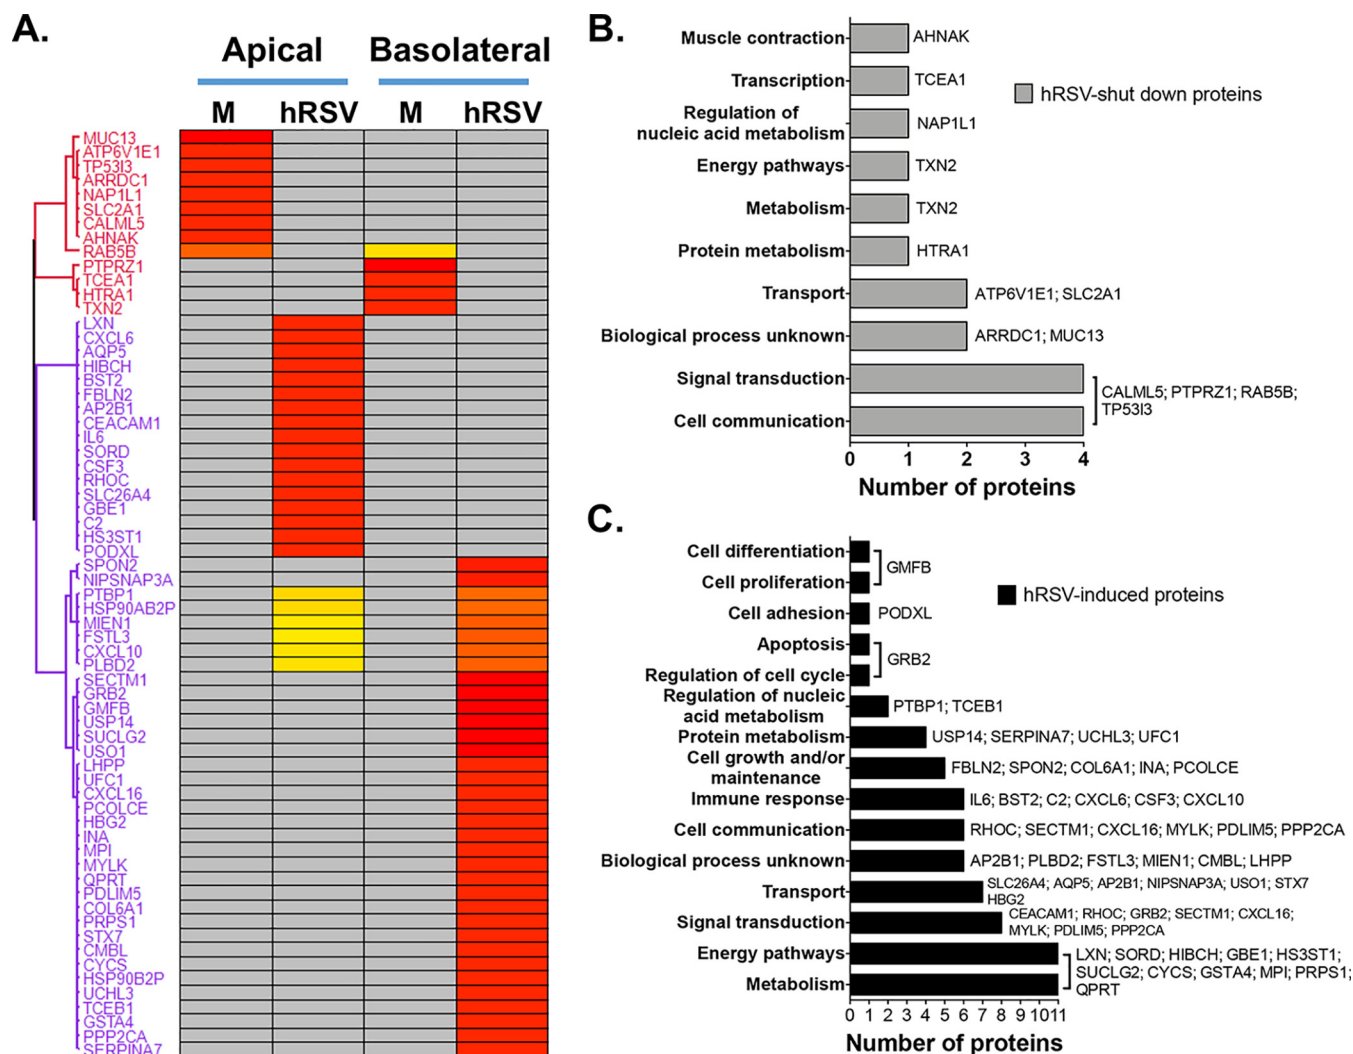 A.
Apical
Basolateral
M
hRSV
M
hRSV
MUC13
ATP6V1E1
TP53I3
ARRDC1
NAP1L1
SLC2A1
CALML5
AHNAK
RAB5B
PTPRZ1
TCEA1
HTRA1
TXN2
LXN
CXCL6
AQP5
HIBCH
BST2
FBLN2
AP2B1
CEACAM1
IL6
SORD
CSF3
RHOC
SLC26A4
GBE1
C2
HS3ST1
PODXL
SPON2
NIPSNAP3A
PTBP1
HSP90AB2P
MIEN1
FSTL3
CXCL10
PLBD2
SECTM1
GRB2
GMFB
USP14
SUCLG2
USO1
LHPP
UFC1
CXCL16
PCOLCE
HBG2
INA
MPI
MYLK
QPRT
PDLIM5
COL6A1
PRPS1
STX7
CMBL
CYCS
HSP90B2P
UCHL3
TCEB1
GSTA4
PPP2CA
SERPINA7
B.
Muscle contraction
AHNAK
Transcription
TCEA1
Regulation of
nucleic acid metabolism
NAP1L1
Energy pathways
TXN2
Metabolism
TXN2
Protein metabolism
HTRA1
Transport
ATP6V1E1; SLC2A1
Biological process unknown
ARRDC1; MUC13
Signal transduction
Cell communication
CALML5; PTPRZ1; RAB5B;
TP53I3
hRSV-shut down proteins
0 1 2 3 4
Number of proteins
C.
Cell differentiation
Cell proliferation
GMFB
Cell adhesion
PODXL
Apoptosis
Regulation of cell cycle
GRB2
Regulation of nucleic
acid metabolism
PTBP1; TCEB1
Protein metabolism
USP14; SERPINA7; UCHL3; UFC1
Cell growth and/or
maintenance
FBLN2; SPON2; COL6A1; INA; PCOLCE
Immune response
IL6; BST2; C2; CXCL6; CSF3; CXCL10
Cell communication
RHOC; SECTM1; CXCL16; MYLK; PDLIM5; PPP2CA
Biological process unknown
AP2B1; PLBD2; FSTL3; MIEN1; CMBL; LHPP
Transport
SLC26A4; AQP5; AP2B1; NIPSNAP3A; USO1; STX7
HBG2
Signal transduction
CEACAM1; RHOC; GRB2; SECTM1; CXCL16;
MYLK; PDLIM5; PPP2CA
Energy pathways
Metabolism
LXN; SORD; HIBCH; GBE1; HS3ST1;
SUCLG2; CYCS; GSTA4; MPI; PRPS1;
QPRT
hRSV-induced proteins
0 1 2 3 4 5 6 7 8 9 10 11
Number of proteins